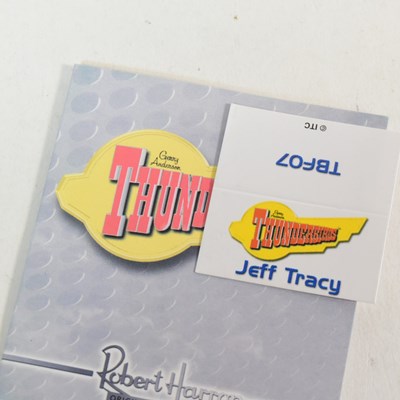 © ITC
TBF07
Gerry
Anderson
THUNDERBIRDS
Jeff Tracy
Gerry
Anderson
THUND
Robert Harrop